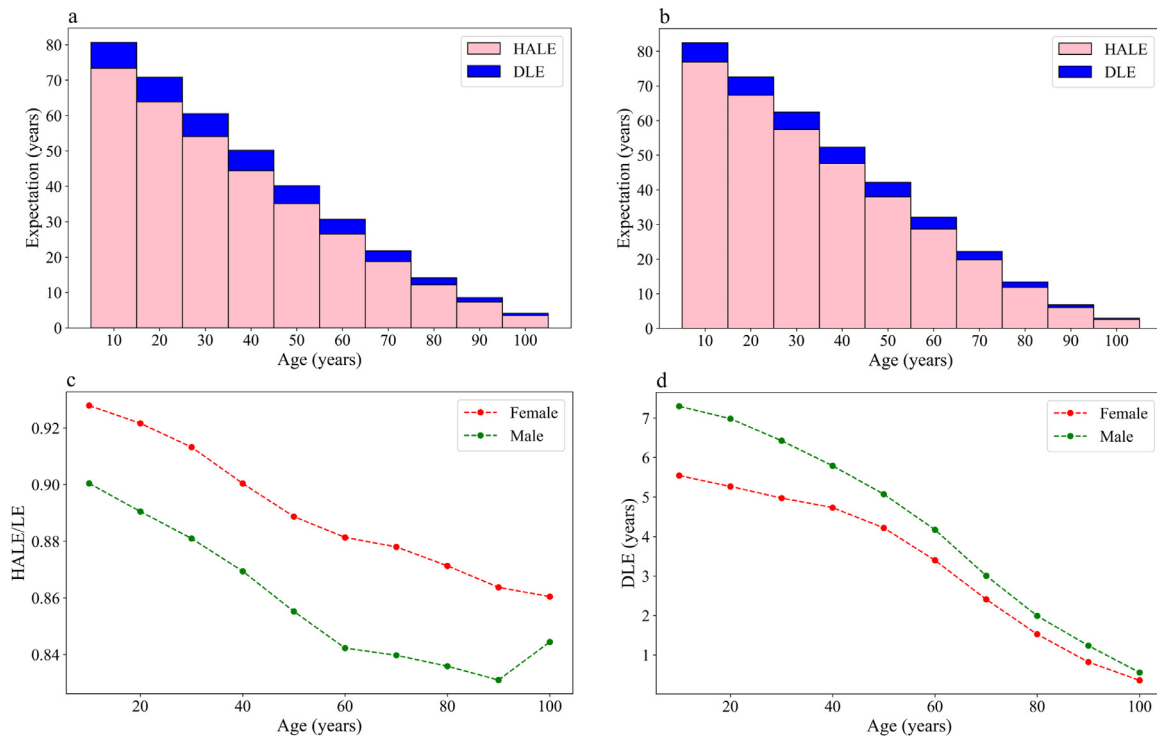 a
HALE
DLE
Expectation (years)
80
70
60
50
40
30
20
10
0
10 20 30 40 50 60 70 80 90 100
Age (years)
b
HALE
DLE
Expectation (years)
80
70
60
50
40
30
20
10
0
10 20 30 40 50 60 70 80 90 100
Age (years)
c
Female
Male
HALE/LE
0.92
0.90
0.88
0.86
0.84
20 40 60 80 100
Age (years)
d
Female
Male
DLE (years)
7
6
5
4
3
2
1
20 40 60 80 100
Age (years)